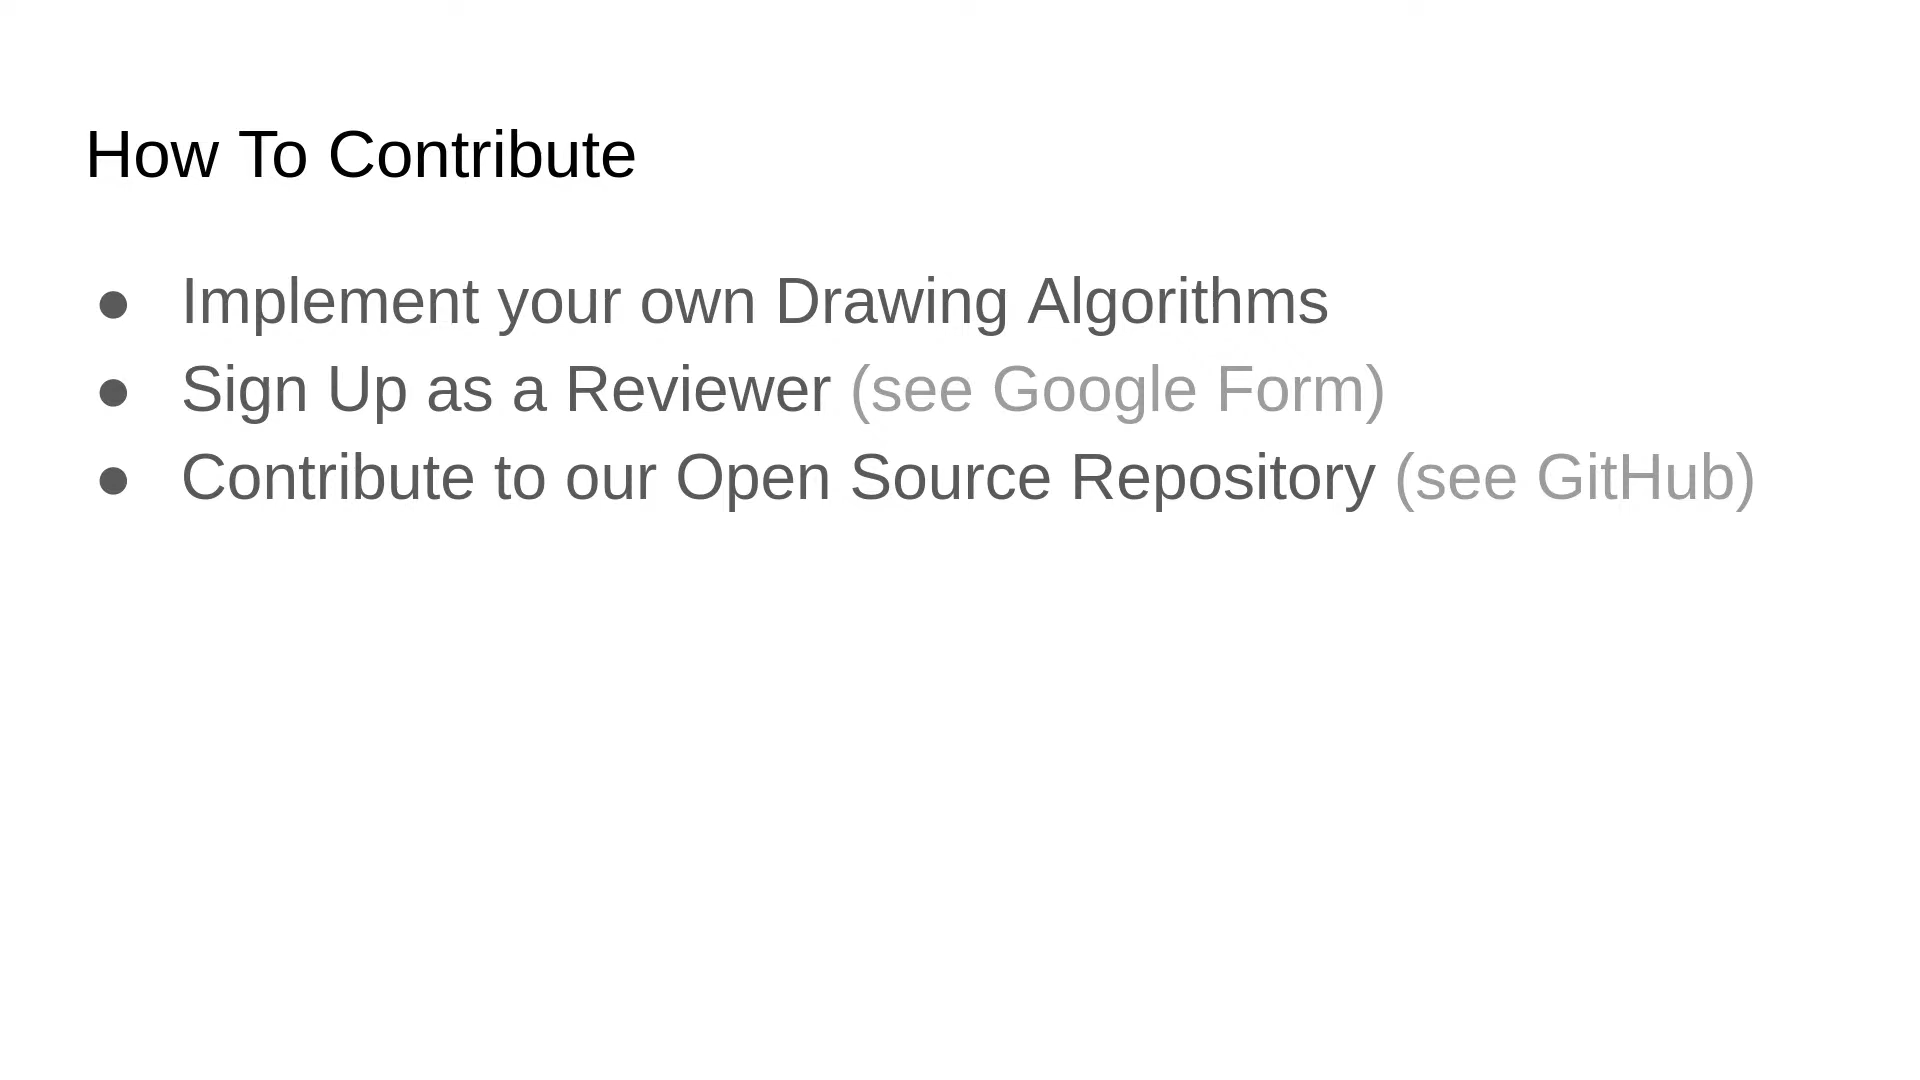 How To Contribute
● Implement your own Drawing Algorithms
● Sign Up as a Reviewer (see Google Form)
● Contribute to our Open Source Repository (see GitHub)